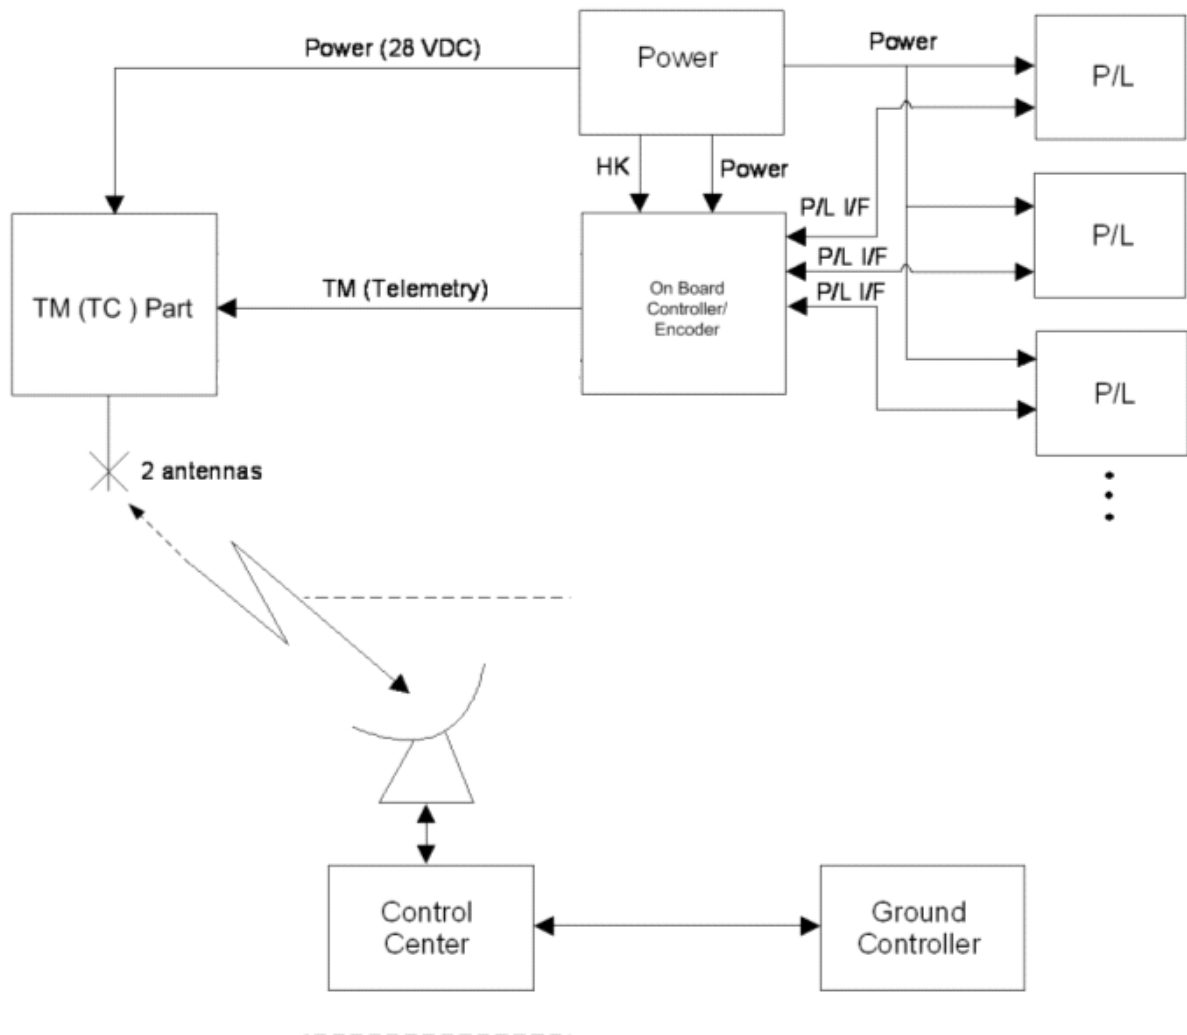 Power (28 VDC)
Power
Power
P/L
HK
Power
P/L I/F
P/L I/F
P/L I/F
P/L
TM (TC ) Part
TM (Telemetry)
On Board
Controller/
Encoder
P/L
2 antennas
Control
Center
Ground
Controller